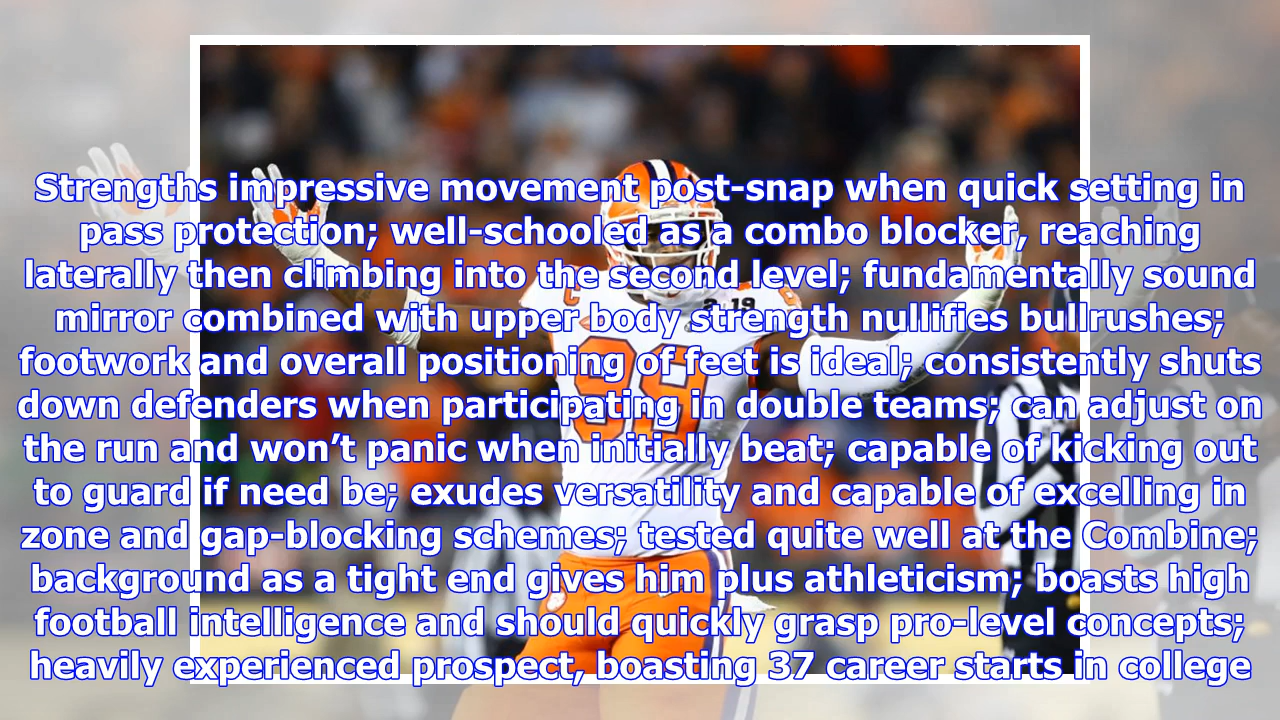 Strengths impressive movement post-snap when quick setting in
pass protection; well-schooled as a combo blocker, reaching
laterally then climbing into the second level; fundamentally sound
mirror combined with upper body strength nullifies bullrushes;
footwork and overall positioning of feet is ideal; consistently shuts
down defenders when participating in double teams; can adjust on
the run and won’t panic when initially beat; capable of kicking out
to guard if need be; exudes versatility and capable of excelling in
zone and gap-blocking schemes; tested quite well at the Combine;
background as a tight end gives him plus athleticism; boasts high
football intelligence and should quickly grasp pro-level concepts;
heavily experienced prospect, boasting 37 career starts in college